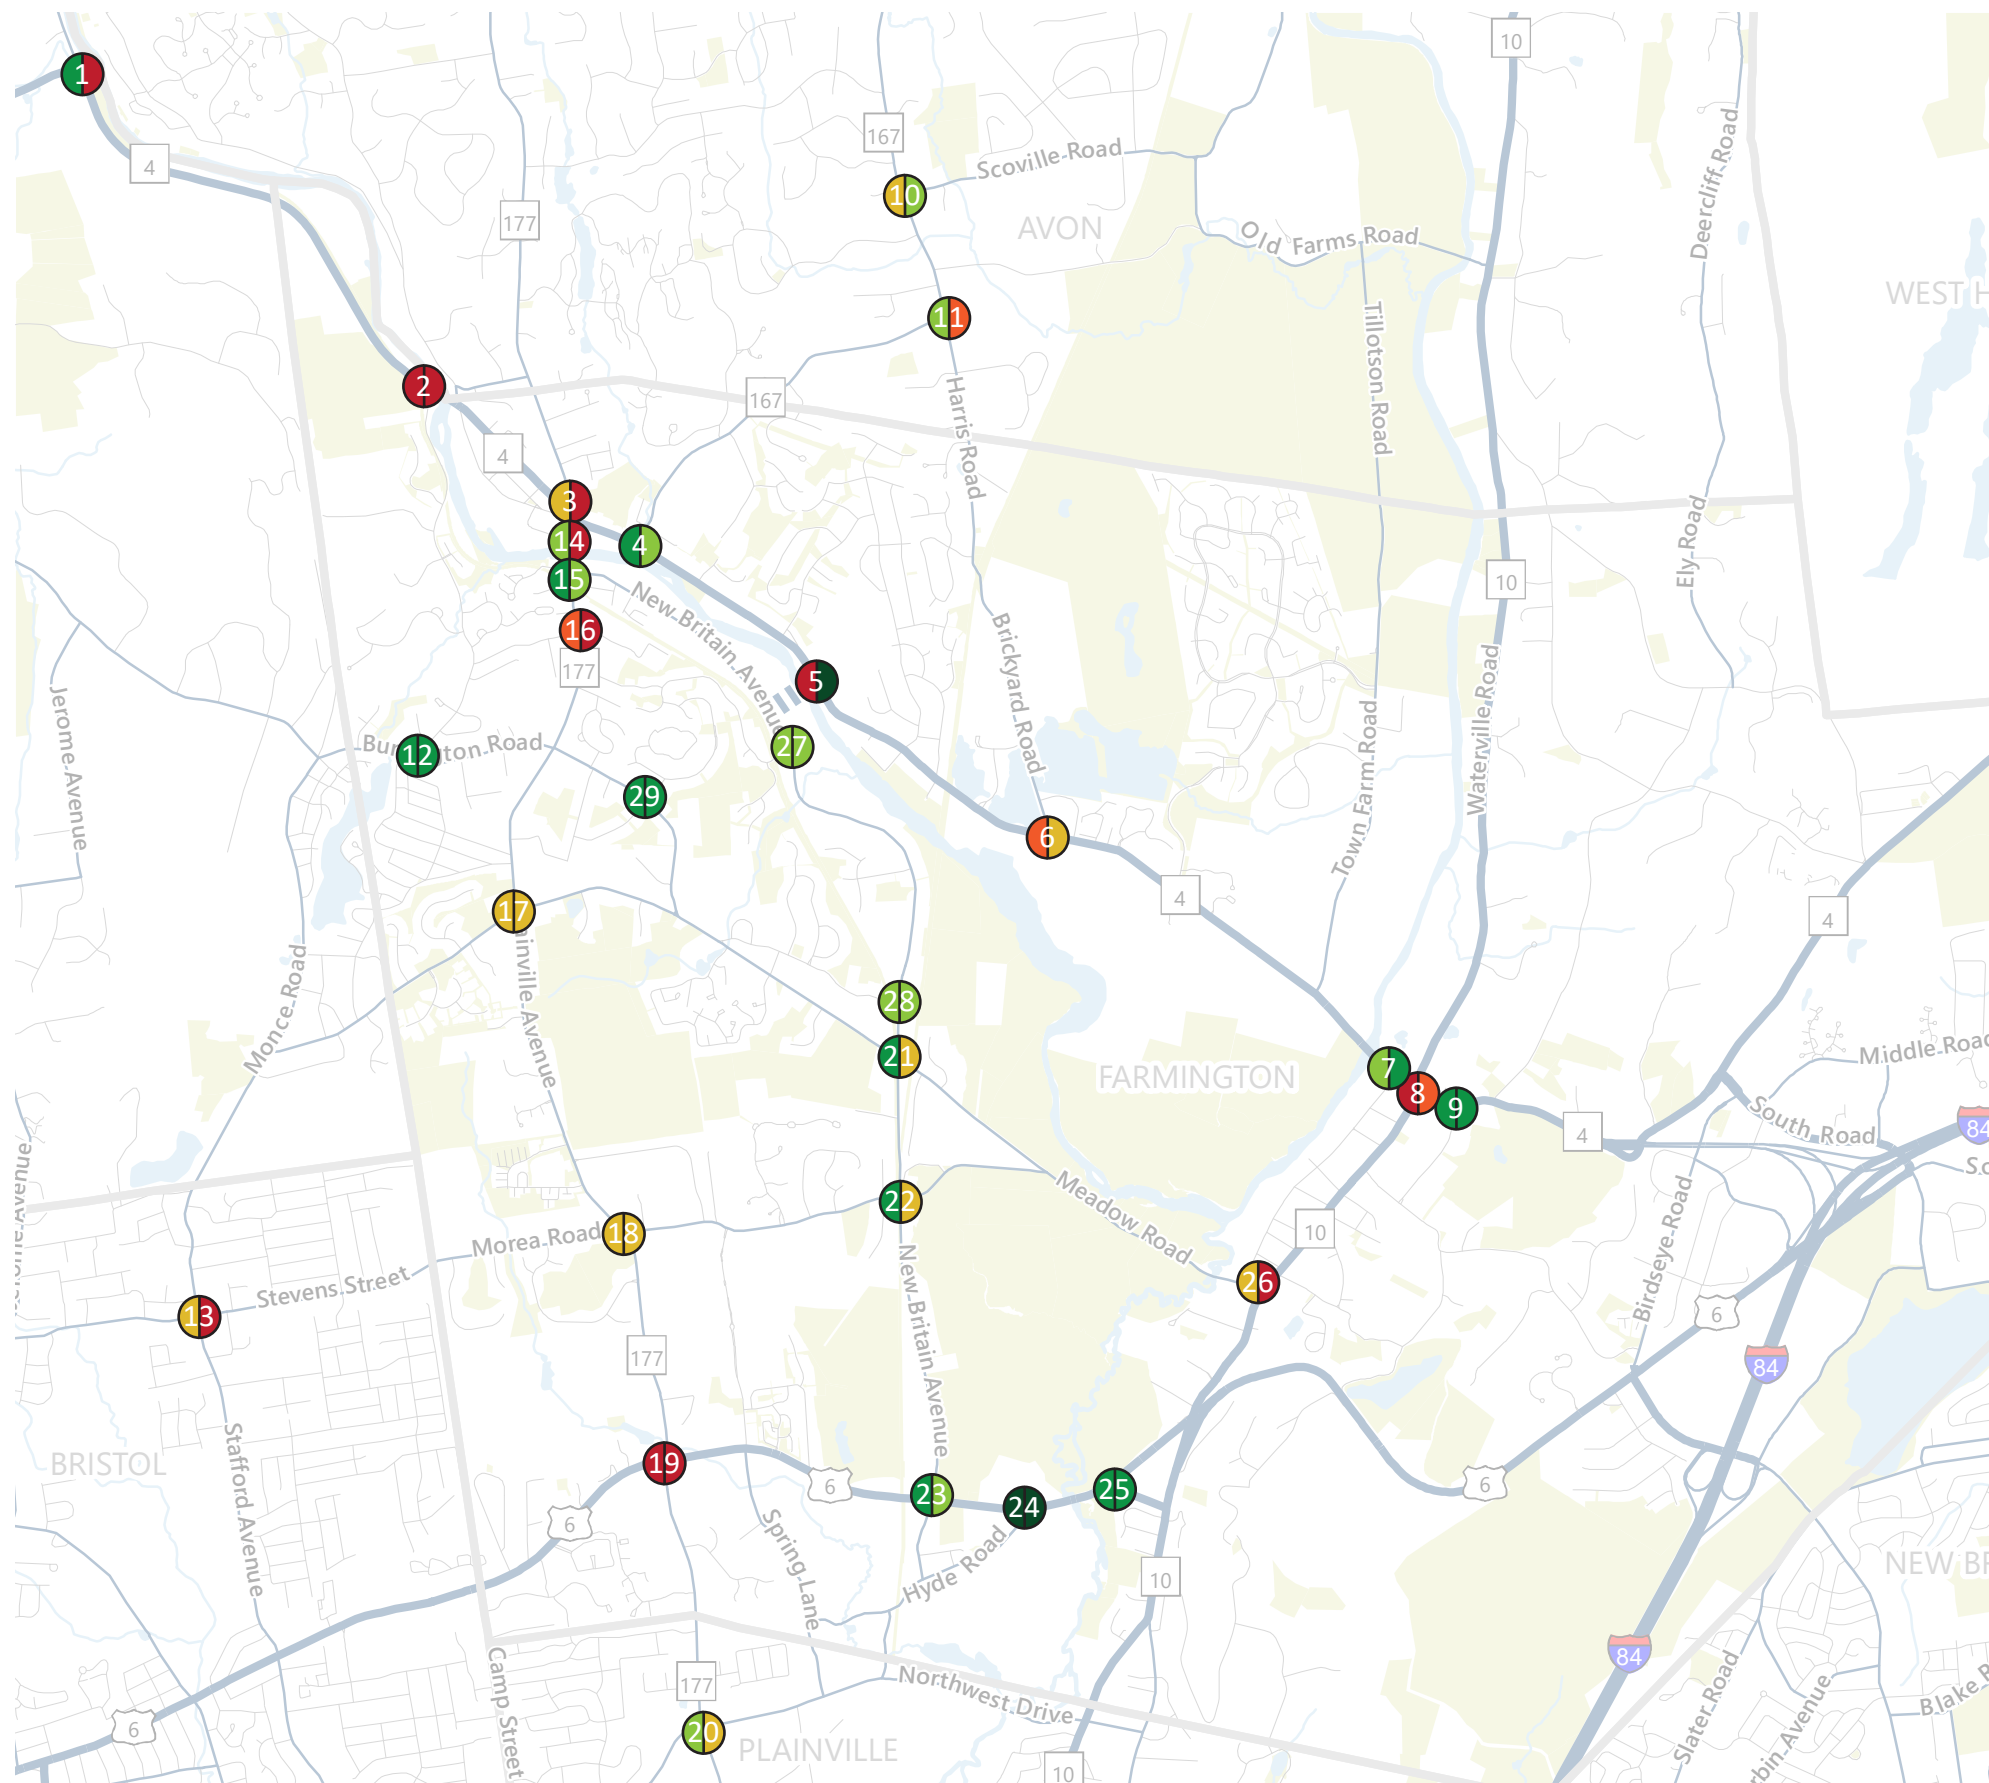 10
1
4
167
Scoville Road
10
177
AVON
Old Farms Road
Deercliff Road
WEST H
11
Tillotson Road
2
167
Harris Road
4
3
14
4
15
Ely Road
10
New Britain Avenue
16
177
Brickyard Road
5
Waterville Road
Jerome Avenue
27
12
Burlington Road
29
Town Farm Road
6
4
4
17
inville Avenue
Monce Road
28
21
Middle Road
FARMINGTON
7
8
9
South Road
84
4
22
Meadow Road
Morea Road
18
10
Birdseye Road
Stevens Street
13
26
6
New Britain Avenue
177
84
BRISTOL
Stafford Avenue
19
6
23
24
25
6
6
Spring Lane
Hyde Road
10
NEW BR
84
Camp Street
177
Northwest Drive
Slater Road
rbin Avenue
Blake R
6
20
PLAINVILLE
10